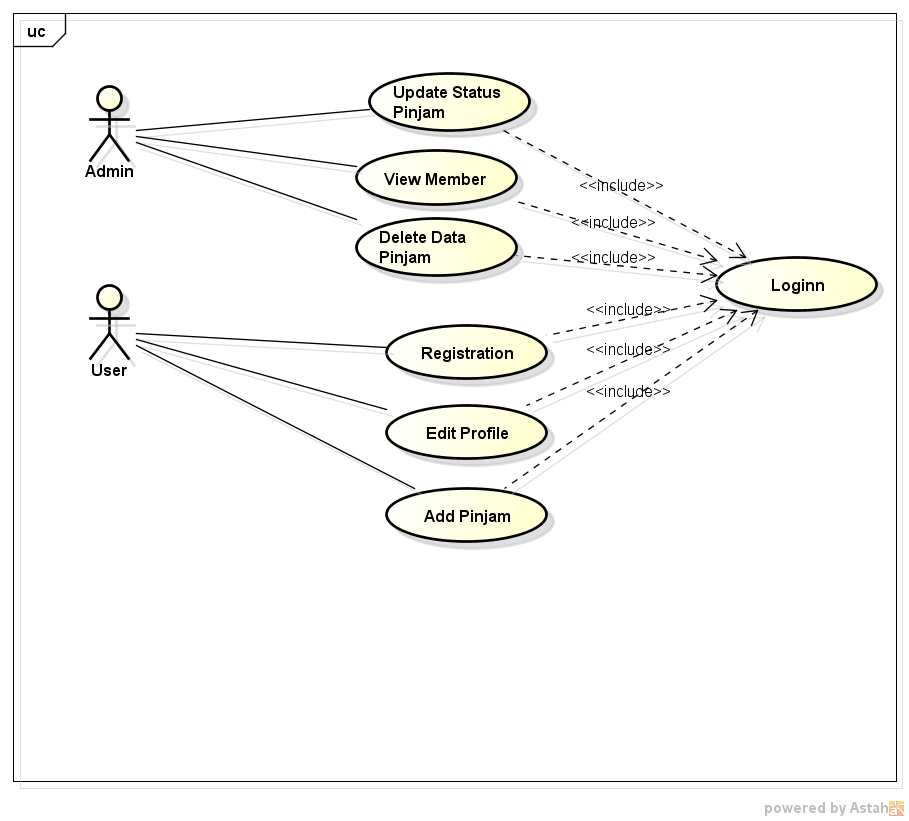 uc
Update Status
Pinjam
Admin
<<include>>
View Member
<<include>>
Delete Data
Pinjam
<<include>>
Loginn
<<include>>
User
Registration
<<include>>
Edit Profile
<<include>>
Add Pinjam
powered by Astah